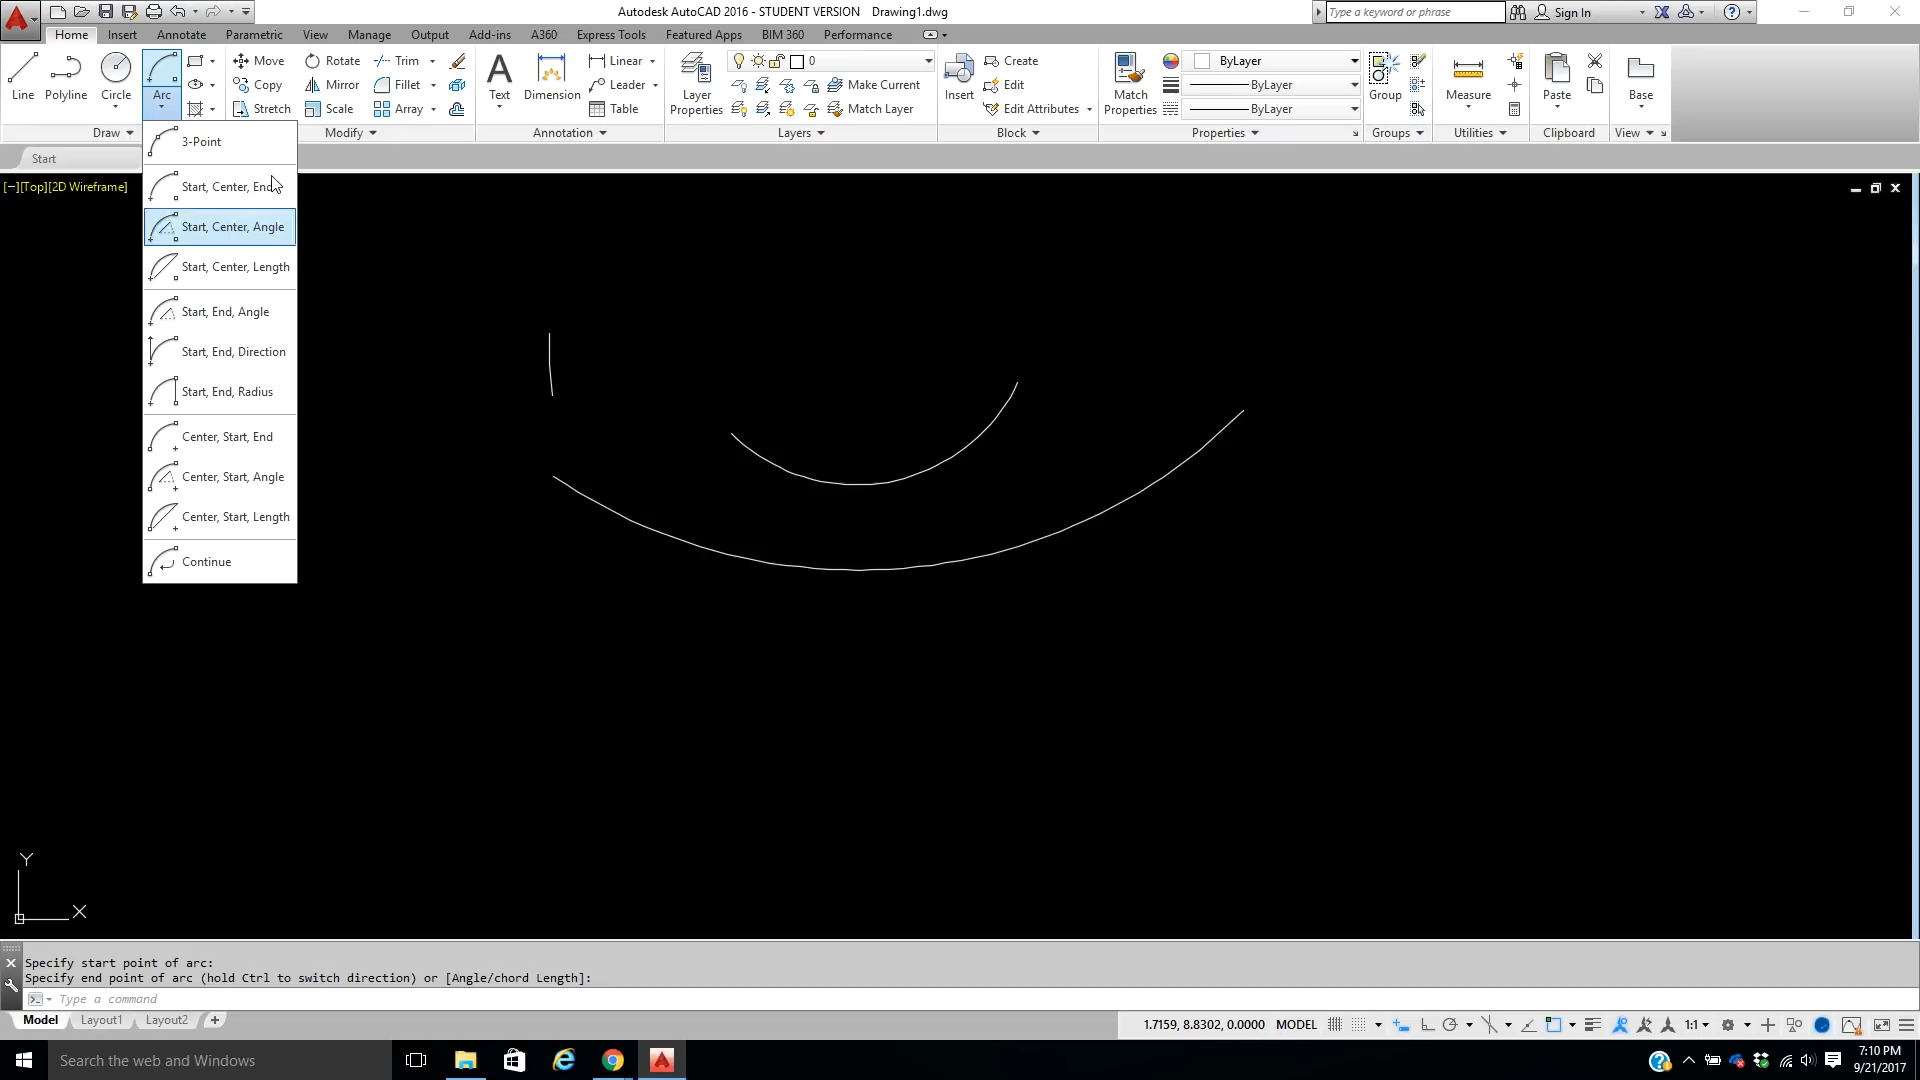 Autodesk AutoCAD 2016 - STUDENT VERSION Drawing1.dwg
Type a keyword or phrase
Sign In
Home Insert Annotate Parametric View Manage Output Add-ins A360 Express Tools Featured Apps BIM 360 Performance
Line Polyline Circle Arc
Move Rotate Trim
Copy Mirror Fillet
Stretch Scale Array
Text Dimension
Linear
Leader
Table
Layer Properties
0
Make Current
Match Layer
Insert
Create
Edit
Edit Attributes
Match Properties
ByLayer
ByLayer
ByLayer
Group Measure Paste Base
Draw Modify Annotation Layers Block Properties Groups Utilities Clipboard View
Start
3-Point
[−][Top][2D Wireframe]
Start, Center, End
Start, Center, Angle
Start, Center, Length
Start, End, Angle
Start, End, Direction
Start, End, Radius
Center, Start, End
Center, Start, Angle
Center, Start, Length
Continue
Y
X
Specify start point of arc:
Specify end point of arc (hold Ctrl to switch direction) or [Angle/chord Length]:
Type a command
Model Layout1 Layout2 +
1.7159, 8.8302, 0.0000 MODEL 1:1
Search the web and Windows
7:10 PM
9/21/2017